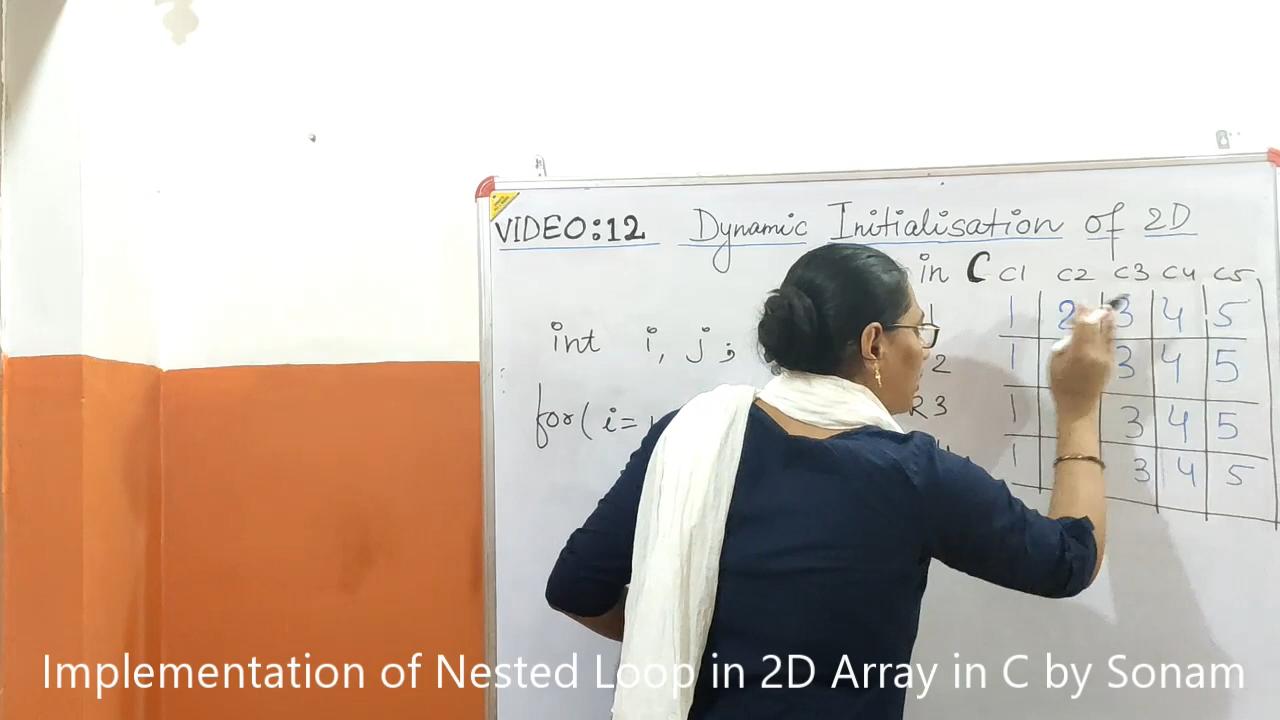 VIDEO:12 Dynamic Initialisation of 2D
in C C1 C2 C3 C4 C5
1 2 3 4 5
int i, j ;
2 1 3 4 5
for(i=
R3 1 3 4 5
1 3 4 5
Implementation of Nested Loop in 2D Array in C by Sonam